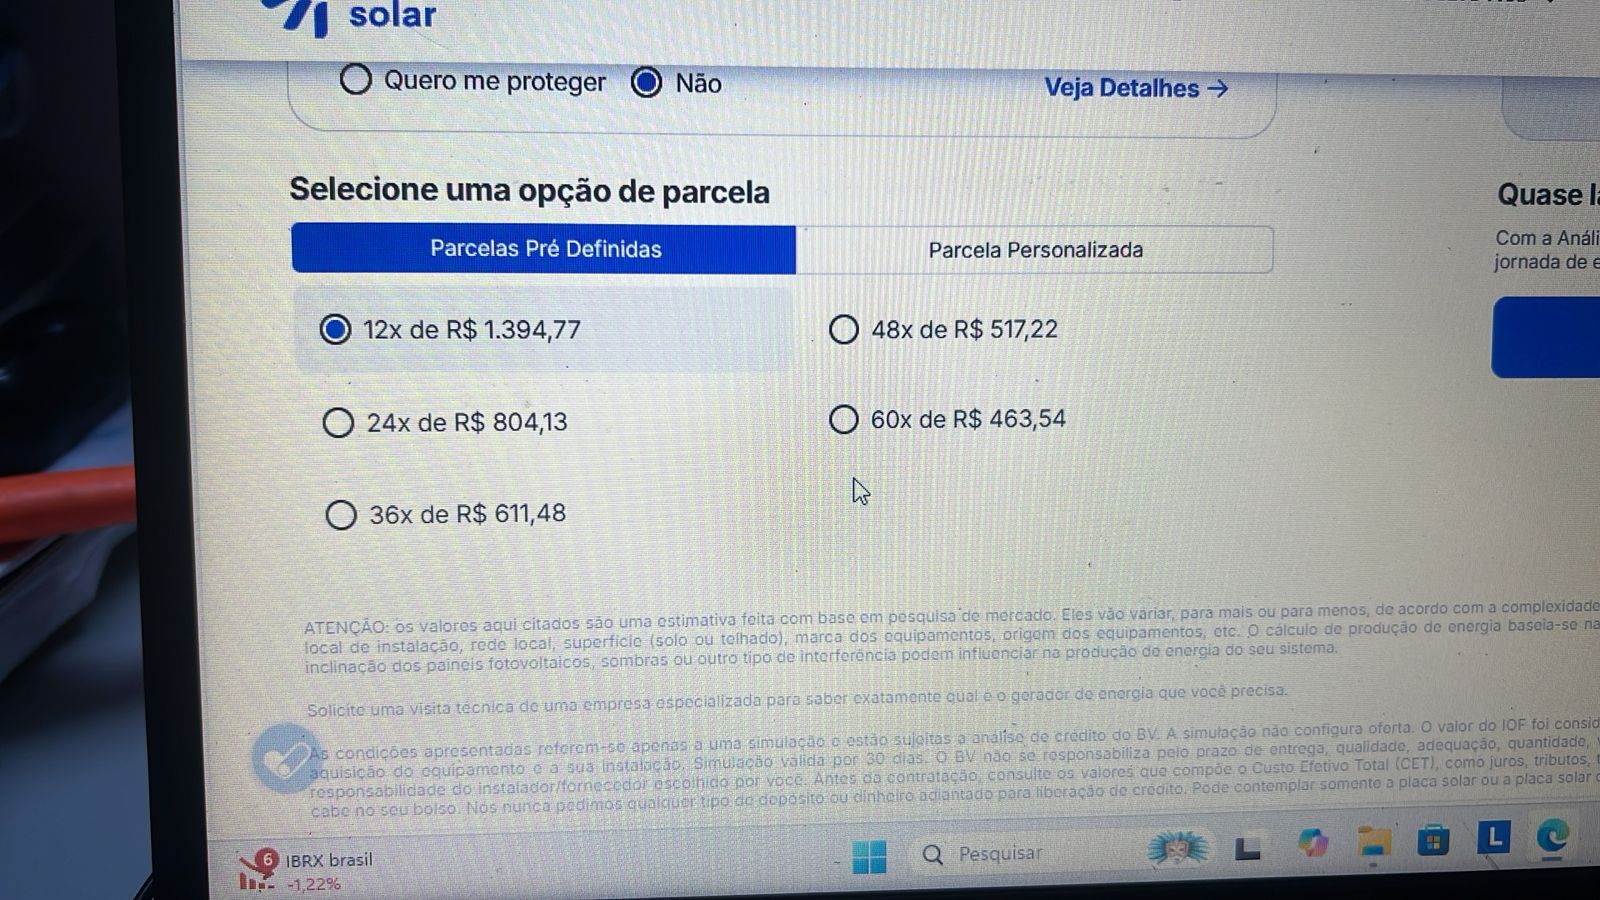 solar
Quero me proteger Não Veja Detalhes →
Selecione uma opção de parcela
Parcelas Pré Definidas Parcela Personalizada
12x de R$ 1.394,77 48x de R$ 517,22
24x de R$ 804,13 60x de R$ 463,54
36x de R$ 611,48
Quase
Com a Análi
jornada de e
ATENÇÃO: os valores aqui citados são uma estimativa feita com base em pesquisa de mercado. Eles vão variar, para mais ou para menos, de acordo com a complexidade
local de instalação, rede local, superfície (solo ou telhado), marca dos equipamentos, origem dos equipamentos, etc. O cálculo de produção de energia baseia-se na
inclinação dos painéis fotovoltaicos, sombras ou outro tipo de interferência podem influenciar na produção de energia do seu sistema.
Solicite uma visita técnica de uma empresa especializada para saber exatamente qual é o gerador de energia que você precisa.
As condições apresentadas referem-se apenas a uma simulação e estão sujeitas a análise de crédito do BV. A simulação não configura oferta. O valor do IOF foi consid
aquisição do equipamento e a sua instalação. Simulação válida por 30 dias. O BV não se responsabiliza pelo prazo de entrega, qualidade, adequação, quantidade,
responsabilidade do instalador/fornecedor escolhido por você. Antes da contratação, consulte os valores que compõe o Custo Efetivo Total (CET), como juros, tributos,
cabe no seu bolso. Nós nunca pedimos qualquer tipo de depósito ou dinheiro adiantado para liberação de crédito. Pode contemplar somente a placa solar ou a placa solar
6 IBRX brasil
-1,22%
Pesquisar
L